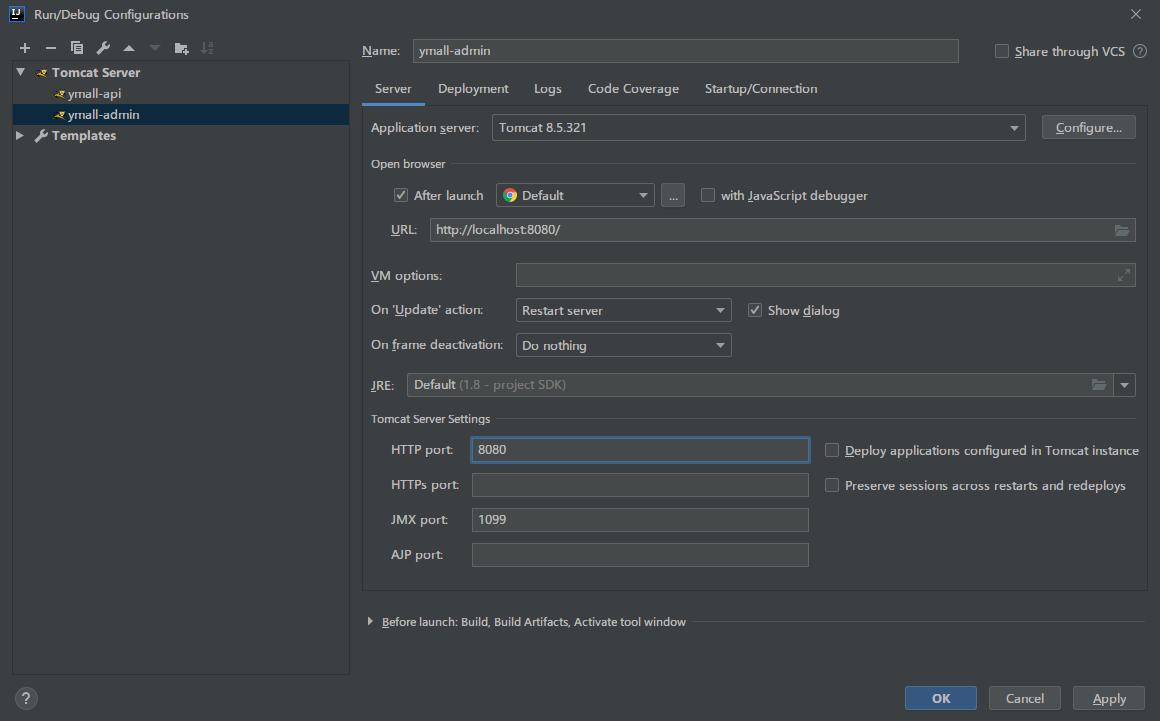 Run/Debug Configurations
Name: ymall-admin
Share through VCS ?
Tomcat Server
ymall-api
ymall-admin
Templates
Server Deployment Logs Code Coverage Startup/Connection
Application server: Tomcat 8.5.321 Configure...
Open browser
After launch Default ... with JavaScript debugger
URL: http://localhost:8080/
VM options:
On 'Update' action: Restart server Show dialog
On frame deactivation: Do nothing
JRE: Default (1.8 - project SDK)
Tomcat Server Settings
HTTP port: 8080 Deploy applications configured in Tomcat instance
HTTPs port: Preserve sessions across restarts and redeploys
JMX port: 1099
AJP port:
Before launch: Build, Build Artifacts, Activate tool window
? OK Cancel Apply